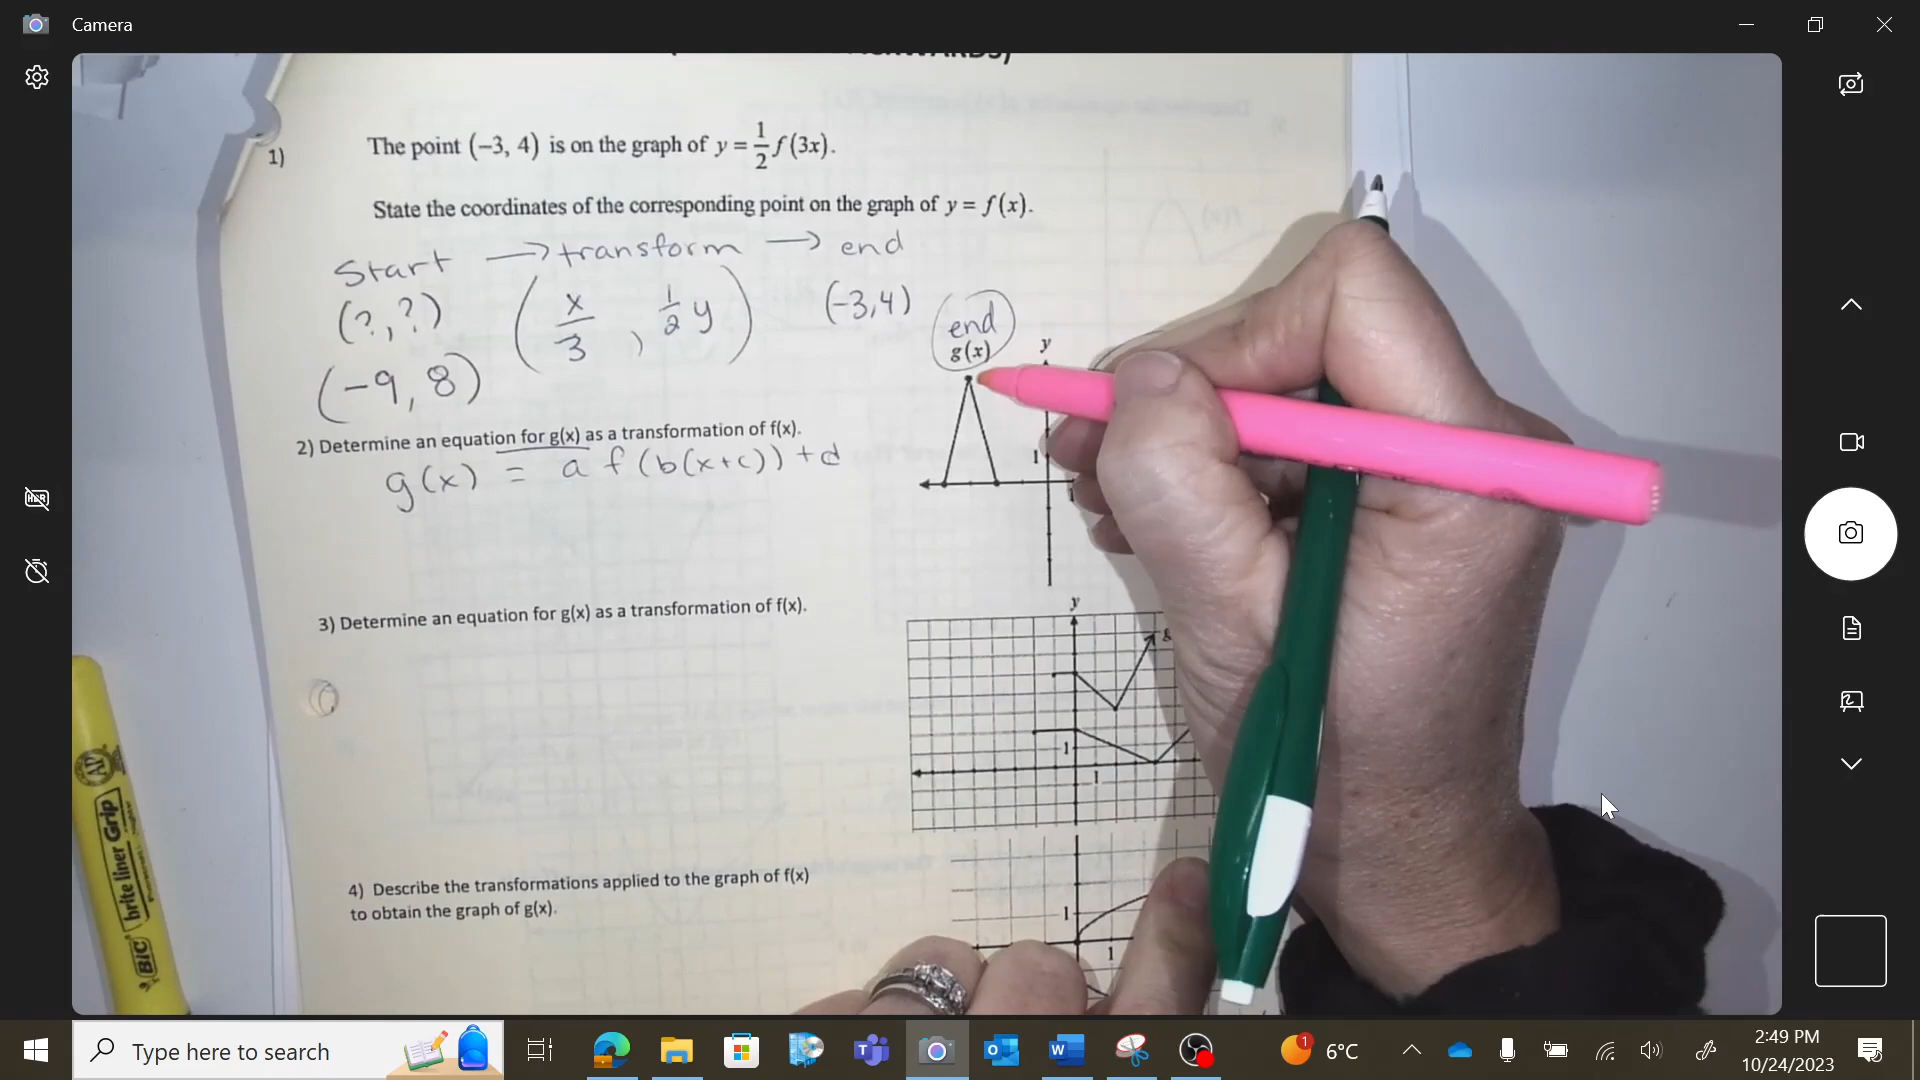 Camera
1) The point (−3, 4) is on the graph of y = 1/2 f(3x).
State the coordinates of the corresponding point on the graph of y = f(x).
Start → transform → end
(?, ?) (x/3, 1/2 y) (-3,4)
end
g(x)
y
(-9, 8)
2) Determine an equation for g(x) as a transformation of f(x).
g(x) = a f(b(x+c)) + d
1
3) Determine an equation for g(x) as a transformation of f(x).
y
1
1
4) Describe the transformations applied to the graph of f(x)
to obtain the graph of g(x).
1
1
AP
BIC brite liner Grip
Type here to search
1
6°C
2:49 PM
10/24/2023